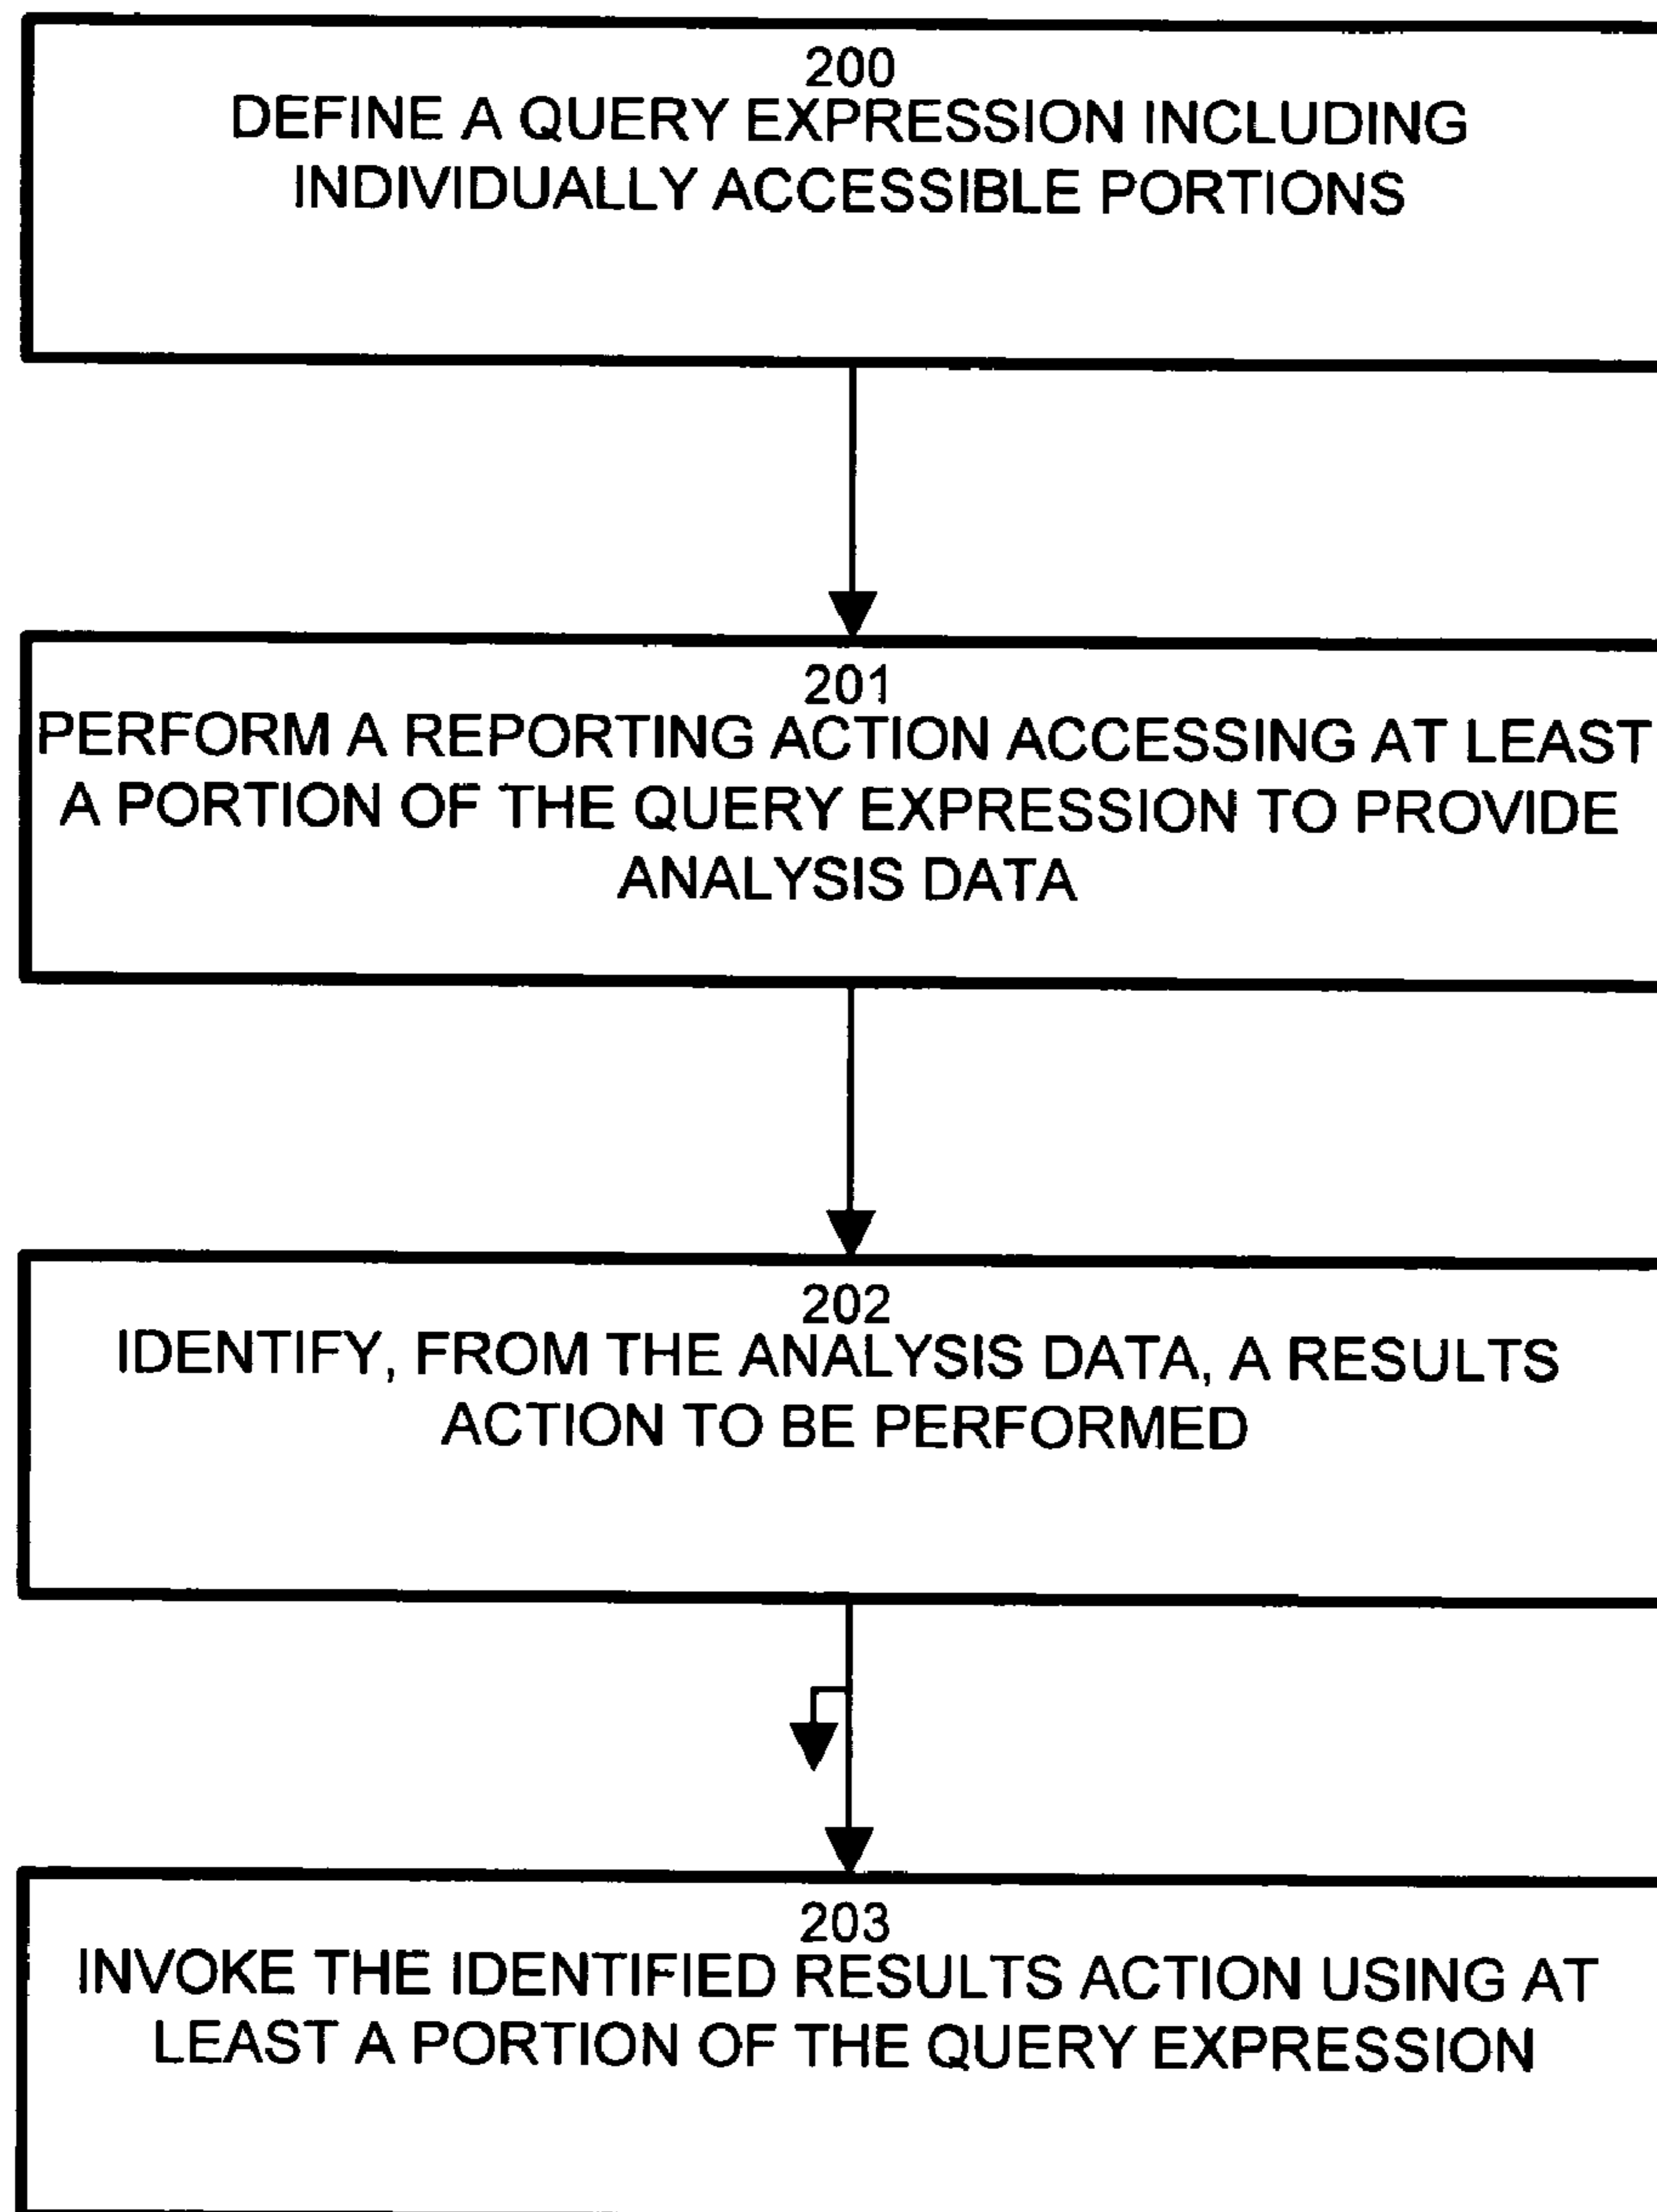 200
DEFINE A QUERY EXPRESSION INCLUDING
INDIVIDUALLY ACCESSIBLE PORTIONS
201
PERFORM A REPORTING ACTION ACCESSING AT LEAST
A PORTION OF THE QUERY EXPRESSION TO PROVIDE
ANALYSIS DATA
202
IDENTIFY, FROM THE ANALYSIS DATA, A RESULTS
ACTION TO BE PERFORMED
203
INVOKE THE IDENTIFIED RESULTS ACTION USING AT
LEAST A PORTION OF THE QUERY EXPRESSION